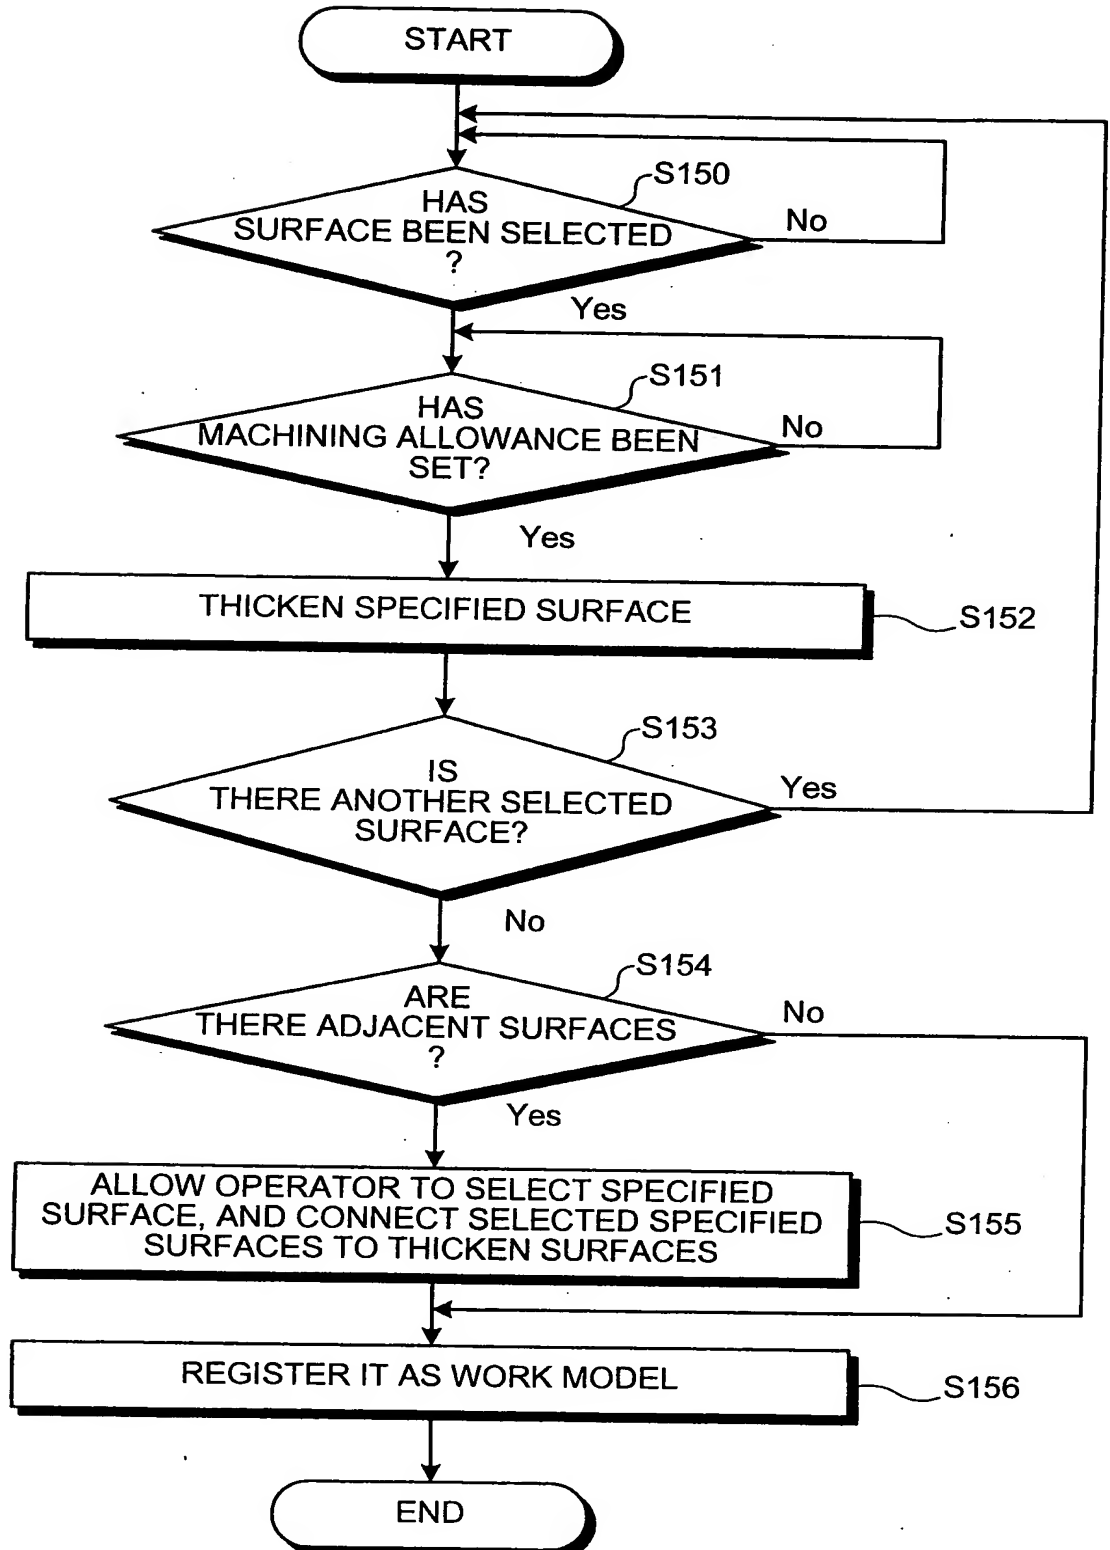 START
S150
HAS
SURFACE BEEN SELECTED
?
No
Yes
S151
HAS
MACHINING ALLOWANCE BEEN
SET?
No
Yes
THICKEN SPECIFIED SURFACE
S152
S153
IS
THERE ANOTHER SELECTED
SURFACE?
Yes
No
S154
ARE
THERE ADJACENT SURFACES
?
No
Yes
ALLOW OPERATOR TO SELECT SPECIFIED
SURFACE, AND CONNECT SELECTED SPECIFIED
SURFACES TO THICKEN SURFACES
S155
REGISTER IT AS WORK MODEL
S156
END